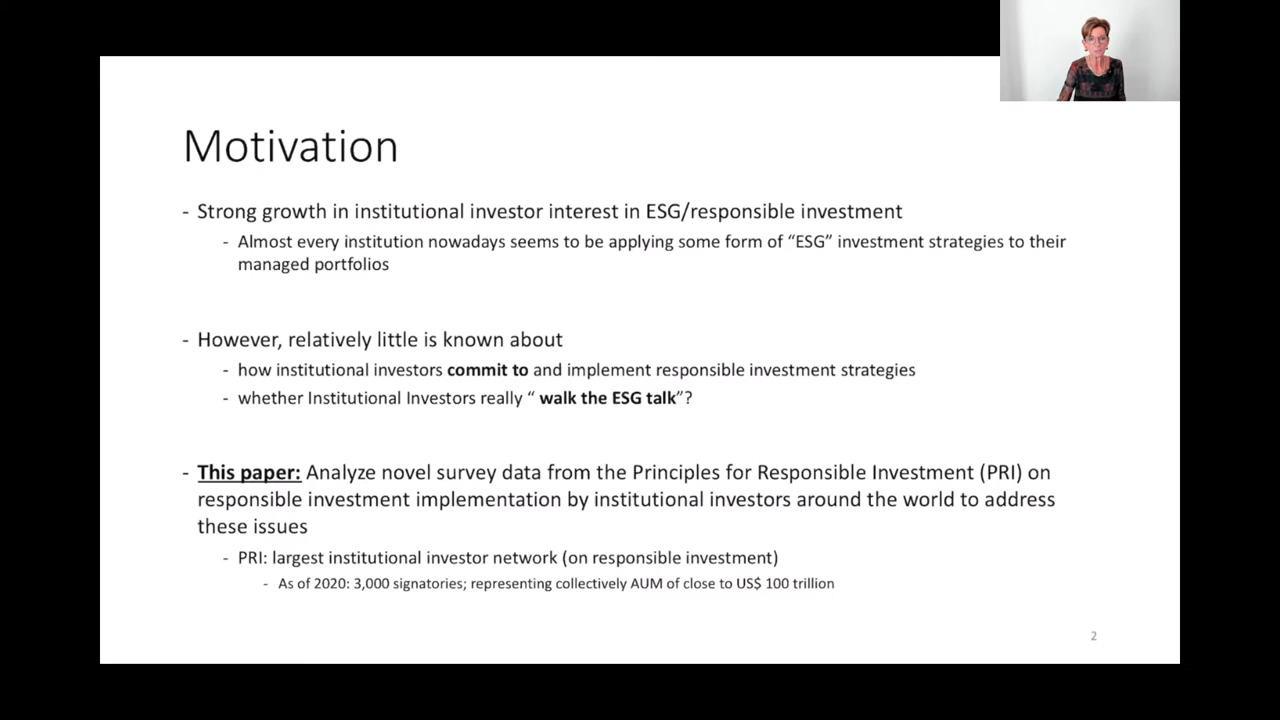 Motivation
- Strong growth in institutional investor interest in ESG/responsible investment
- Almost every institution nowadays seems to be applying some form of “ESG” investment strategies to their
managed portfolios
- However, relatively little is known about
- how institutional investors commit to and implement responsible investment strategies
- whether Institutional Investors really “ walk the ESG talk”?
- This paper: Analyze novel survey data from the Principles for Responsible Investment (PRI) on
responsible investment implementation by institutional investors around the world to address
these issues
- PRI: largest institutional investor network (on responsible investment)
- As of 2020: 3,000 signatories; representing collectively AUM of close to US$ 100 trillion
2